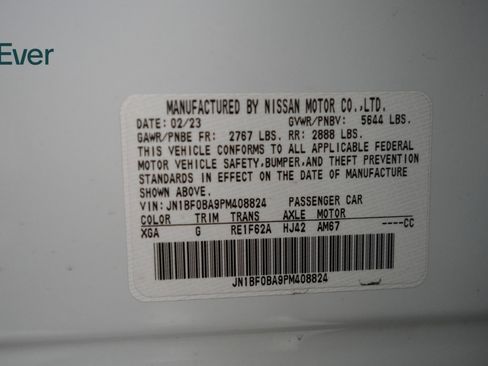 Ever
MANUFACTURED BY NISSAN MOTOR CO.,LTD.
DATE: 02/23 GVWR/PNBV: 5644 LBS.
GAWR/PNBE FR: 2767 LBS. RR: 2888 LBS.
THIS VEHICLE CONFORMS TO ALL APPLICABLE FEDERAL
MOTOR VEHICLE SAFETY,BUMPER,AND THEFT PREVENTION
STANDARDS IN EFFECT ON THE DATE OF MANUFACTURE
SHOWN ABOVE.
VIN: JN1BF0BA9PM408824 PASSENGER CAR
COLOR TRIM TRANS AXLE MOTOR
XGA G RE1F62A HJ42 AM67 ----CC
JN1BF0BA9PM408824